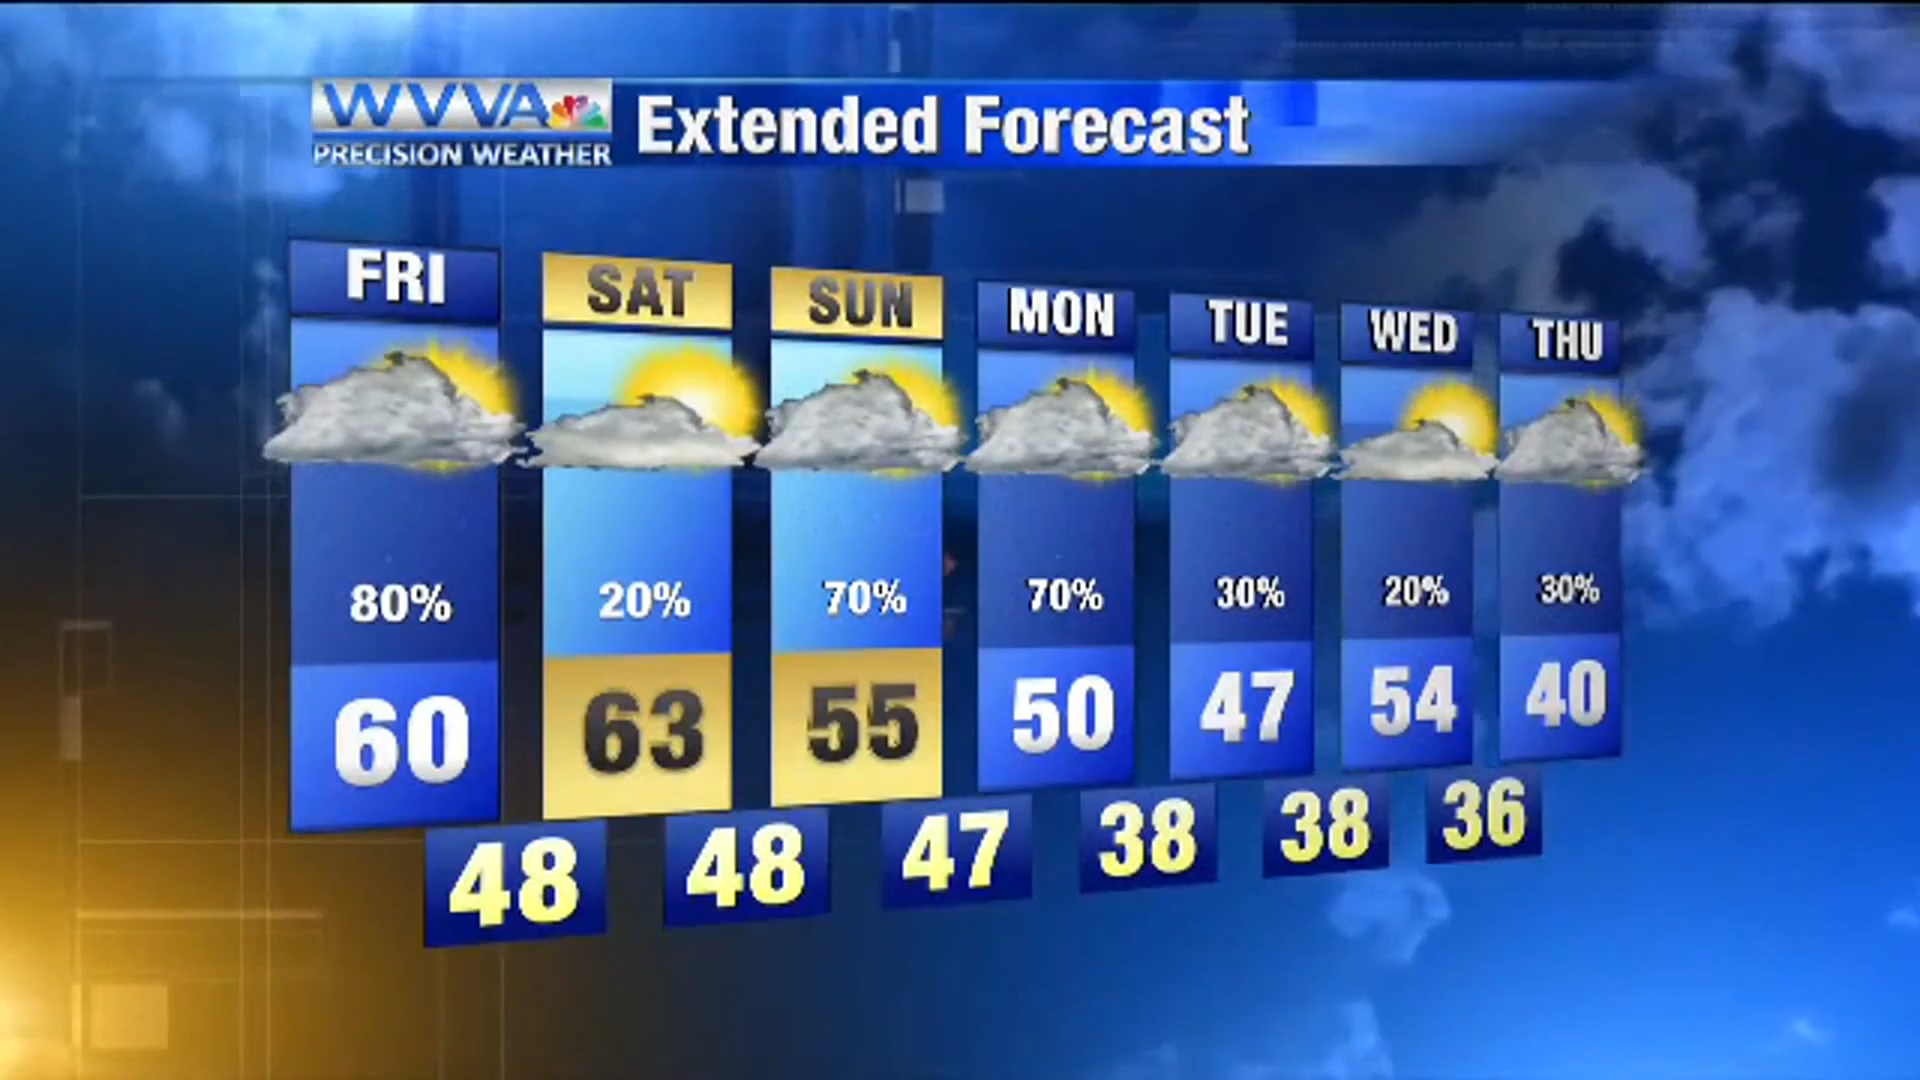 WVVA
PRECISION WEATHER
Extended Forecast
FRI SAT SUN MON TUE WED THU
80% 20% 70% 70% 30% 20% 30%
60 63 55 50 47 54 40
48 48 47 38 38 36